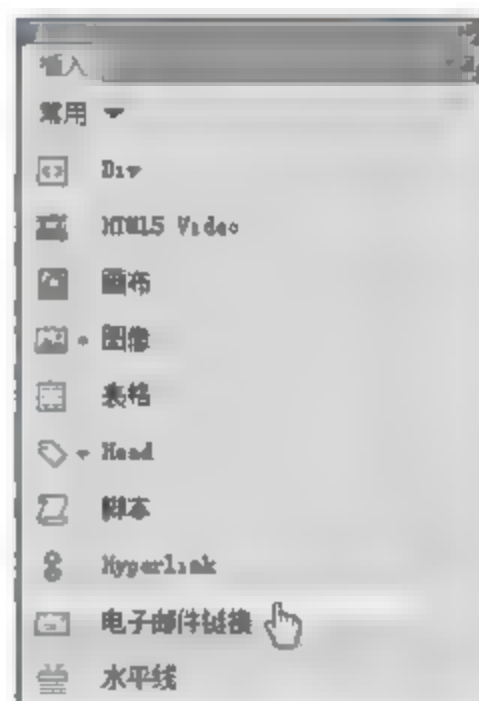 插入
常用
Div
HTML5 Video
画布
图像
表格
Head
脚本
Hyperlink
电子邮件链接
水平线